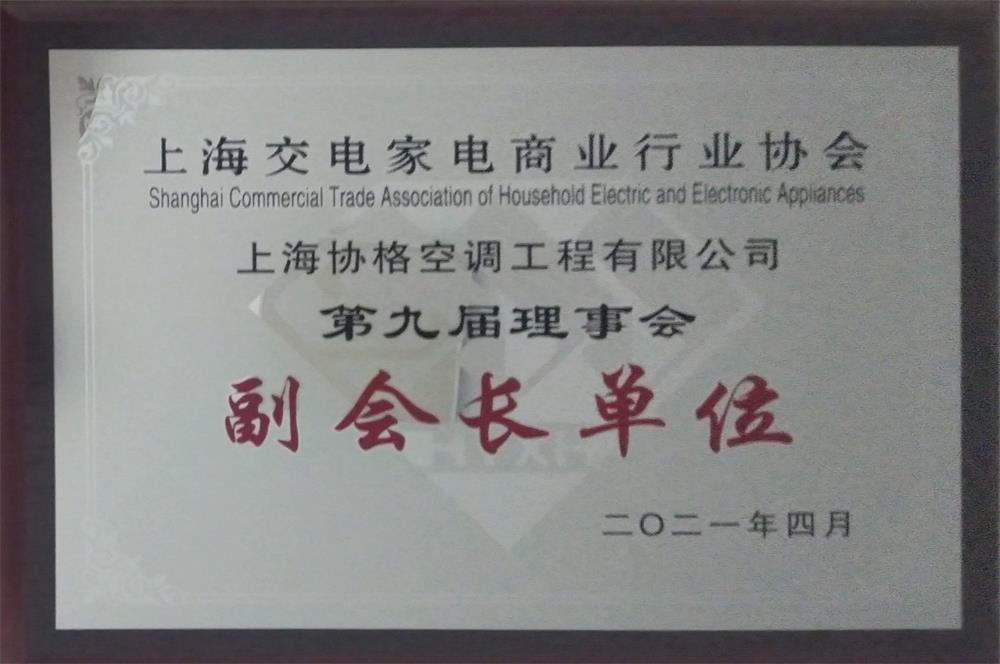 上海交电家电商业行业协会
Shanghai Commercial Trade Association of Household Electric and Electronic Appliances
上海协格空调工程有限公司
第九届理事会
副会长单位
HYXH
二〇二一年四月